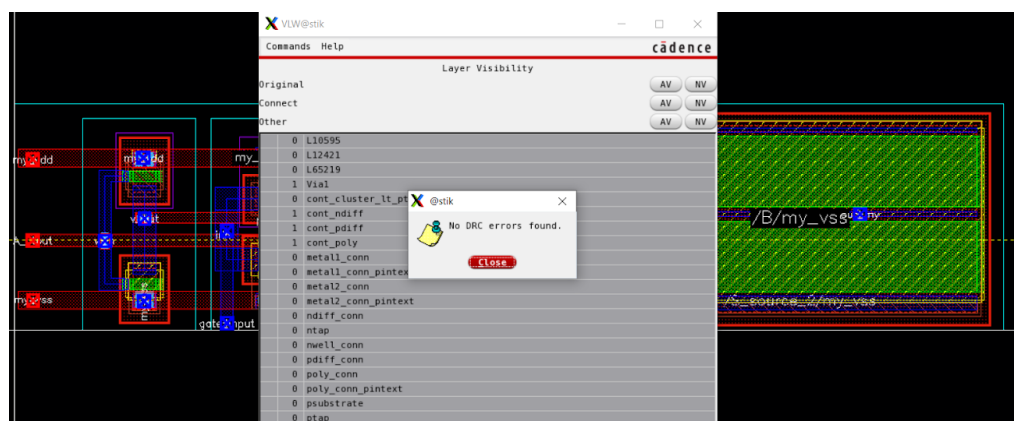 VLW@stik
Commands Help
cādence
Layer Visibility
Original AV NV
Connect AV NV
Other AV NV
0 L10595
0 L12421
0 L65219
1 Via1
0 cont_cluster_lt_pt
1 cont_ndiff
1 cont_pdiff
1 cont_poly
0 metal1_conn
0 metal1_conn_pintex
0 metal2_conn
0 metal2_conn_pintext
0 ndiff_conn
0 ntap
0 nwell_conn
0 pdiff_conn
0 poly_conn
0 poly_conn_pintext
0 psubstrate
0 ptap
@stik
No DRC errors found.
Close
my_
/B/my_vss
/S_source_2/my_vss